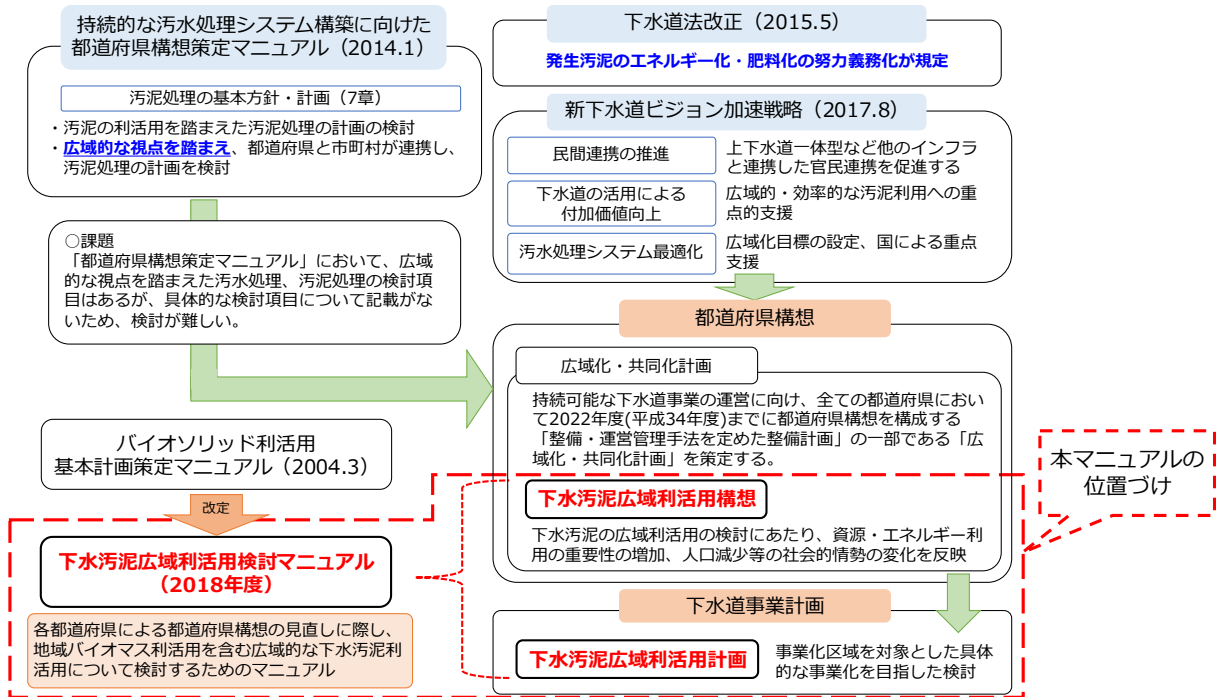 持続的な汚水処理システム構築に向けた
都道府県構想策定マニュアル（2014.1）
汚泥処理の基本方針・計画（7章）
・汚泥の利活用を踏まえた汚泥処理の計画の検討
・広域的な視点を踏まえ、都道府県と市町村が連携し、
汚泥処理の計画を検討
○課題
「都道府県構想策定マニュアル」において、広域
的な視点を踏まえた汚水処理、汚泥処理の検討項
目はあるが、具体的な検討項目について記載がな
いため、検討が難しい。
バイオソリッド利活用
基本計画策定マニュアル（2004.3）
改定
下水汚泥広域利活用検討マニュアル
（2018年度）
各都道府県による都道府県構想の見直しに際し、
地域バイオマス利活用を含む広域的な下水汚泥利
活用について検討するためのマニュアル
下水道法改正（2015.5）
発生汚泥のエネルギー化・肥料化の努力義務化が規定
新下水道ビジョン加速戦略（2017.8）
民間連携の推進
上下水道一体型など他のインフラ
と連携した官民連携を促進する
下水道の活用による
付加価値向上
広域的・効率的な汚泥利用への重
点的支援
汚水処理システム最適化
広域化目標の設定、国による重点
支援
都道府県構想
広域化・共同化計画
持続可能な下水道事業の運営に向け、全ての都道府県におい
て2022年度(平成34年度)までに都道府県構想を構成する
「整備・運営管理手法を定めた整備計画」の一部である「広
域化・共同化計画」を策定する。
下水汚泥広域利活用構想
下水汚泥の広域利活用の検討にあたり、資源・エネルギー利
用の重要性の増加、人口減少等の社会的情勢の変化を反映
下水道事業計画
下水汚泥広域利活用計画
事業化区域を対象とした具体
的な事業化を目指した検討
本マニュアルの
位置づけ